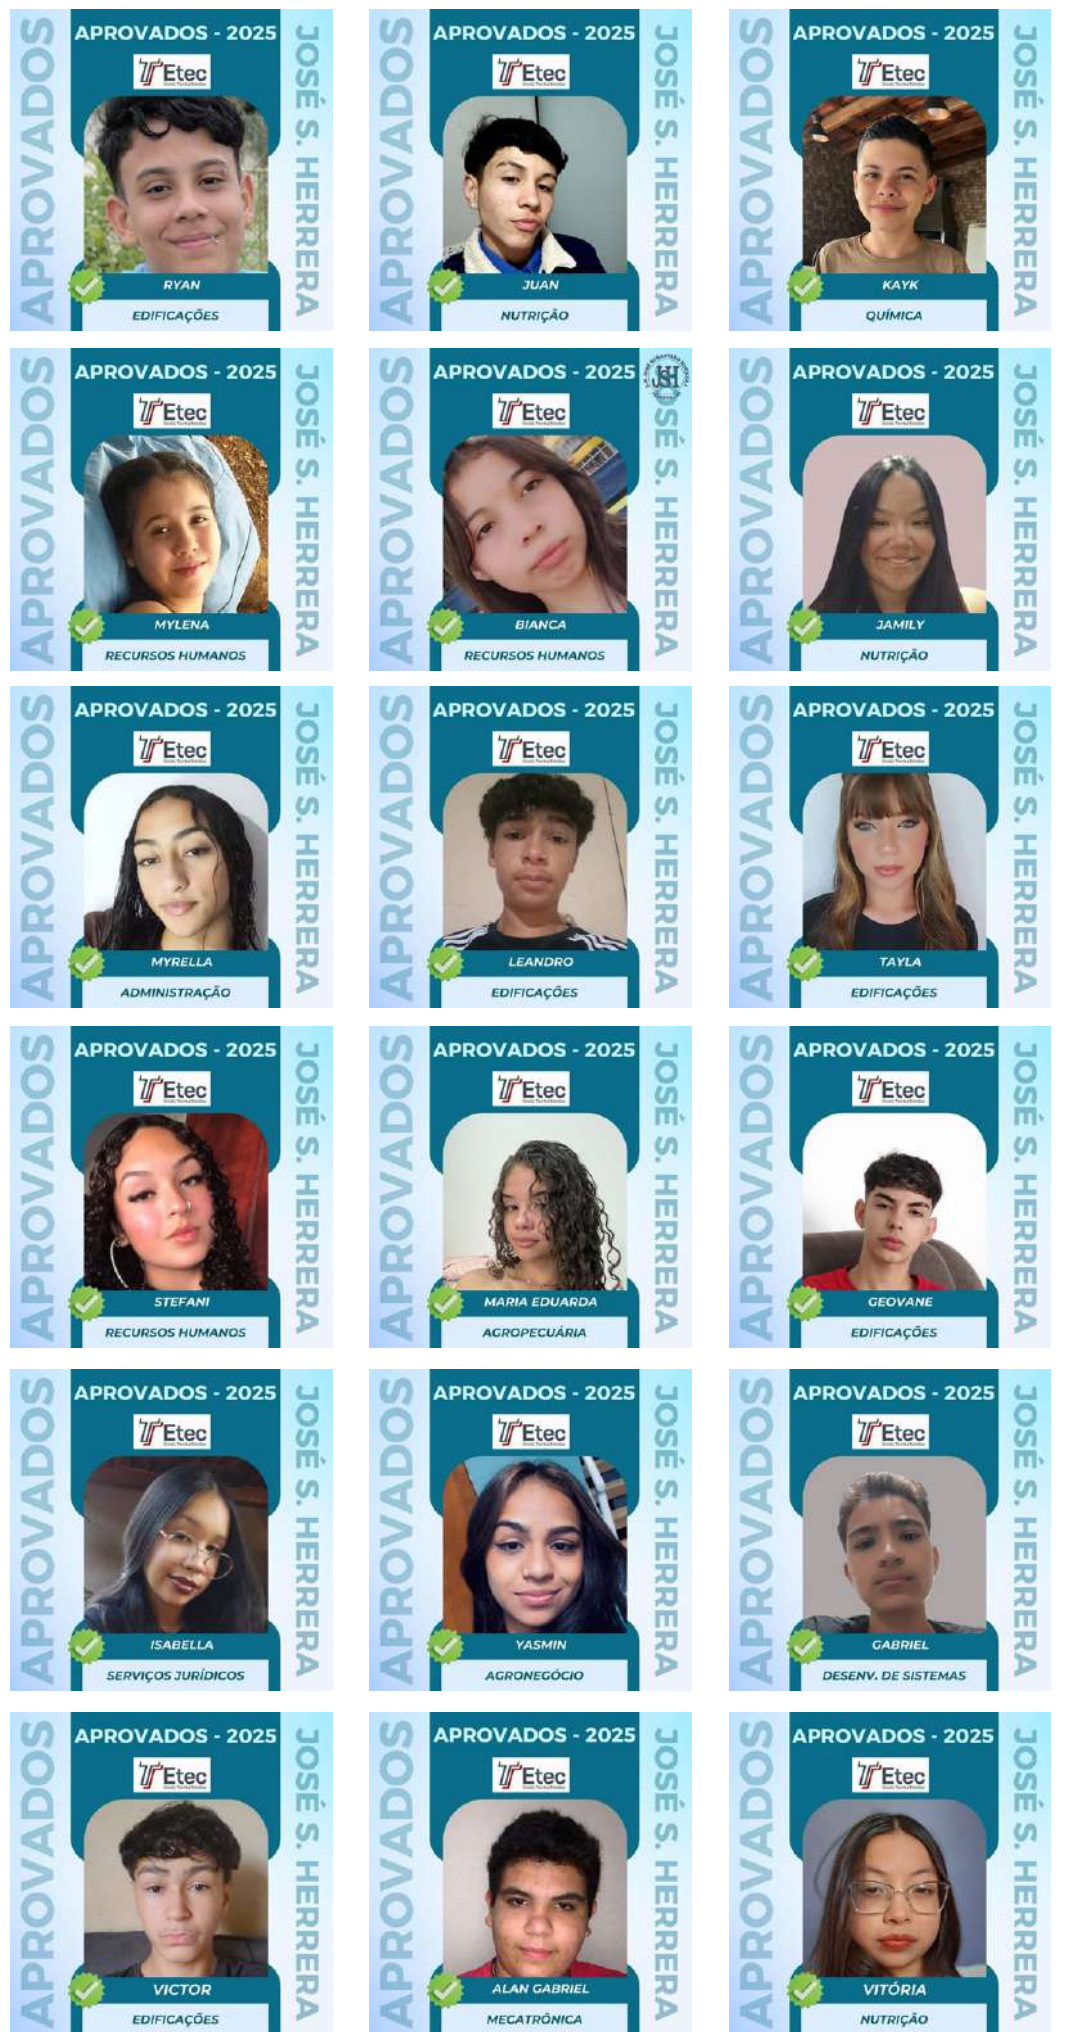 APROVADOS
APROVADOS - 2025
Etec
JOSÉ S. HERRERA
RYAN
EDIFICAÇÕES
APROVADOS
APROVADOS - 2025
Etec
JOSÉ S. HERRERA
JUAN
NUTRIÇÃO
APROVADOS
APROVADOS - 2025
Etec
JOSÉ S. HERRERA
KAYK
QUÍMICA
APROVADOS
APROVADOS - 2025
Etec
JOSÉ S. HERRERA
MYLENA
RECURSOS HUMANOS
APROVADOS
APROVADOS - 2025
Etec
JSH
SÉ S. HERRERA
BIANCA
RECURSOS HUMANOS
APROVADOS
APROVADOS - 2025
Etec
JOSÉ S. HERRERA
JAMILY
NUTRIÇÃO
APROVADOS
APROVADOS - 2025
Etec
JOSÉ S. HERRERA
MYRELLA
ADMINISTRAÇÃO
APROVADOS
APROVADOS - 2025
Etec
JOSÉ S. HERRERA
LEANDRO
EDIFICAÇÕES
APROVADOS
APROVADOS - 2025
Etec
JOSÉ S. HERRERA
TAYLA
EDIFICAÇÕES
APROVADOS
APROVADOS - 2025
Etec
JOSÉ S. HERRERA
STEFANI
RECURSOS HUMANOS
APROVADOS
APROVADOS - 2025
Etec
JOSÉ S. HERRERA
MARIA EDUARDA
AGROPECUÁRIA
APROVADOS
APROVADOS - 2025
Etec
JOSÉ S. HERRERA
GEOVANE
EDIFICAÇÕES
APROVADOS
APROVADOS - 2025
Etec
JOSÉ S. HERRERA
ISABELLA
SERVIÇOS JURÍDICOS
APROVADOS
APROVADOS - 2025
Etec
JOSÉ S. HERRERA
YASMIN
AGRONEGÓCIO
APROVADOS
APROVADOS - 2025
Etec
JOSÉ S. HERRERA
GABRIEL
DESENV. DE SISTEMAS
APROVADOS
APROVADOS - 2025
Etec
JOSÉ S. HERRERA
VICTOR
EDIFICAÇÕES
APROVADOS
APROVADOS - 2025
Etec
JOSÉ S. HERRERA
ALAN GABRIEL
MECATRÔNICA
APROVADOS
APROVADOS - 2025
Etec
JOSÉ S. HERRERA
VITÓRIA
NUTRIÇÃO